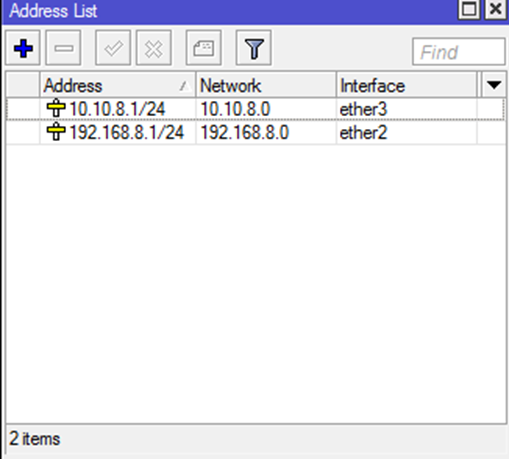 Address List
Find
Address Network Interface
10.10.8.1/24 10.10.8.0 ether3
192.168.8.1/24 192.168.8.0 ether2
2 items